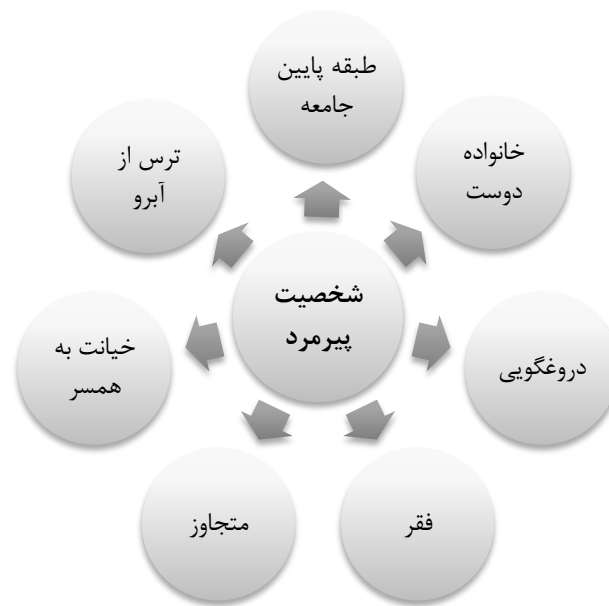 طبقه پایین
جامعه
خانواده
دوست
دروغگویی
فقر
متجاوز
خیانت به
همسر
ترس از
آبرو
شخصیت
پیرمرد